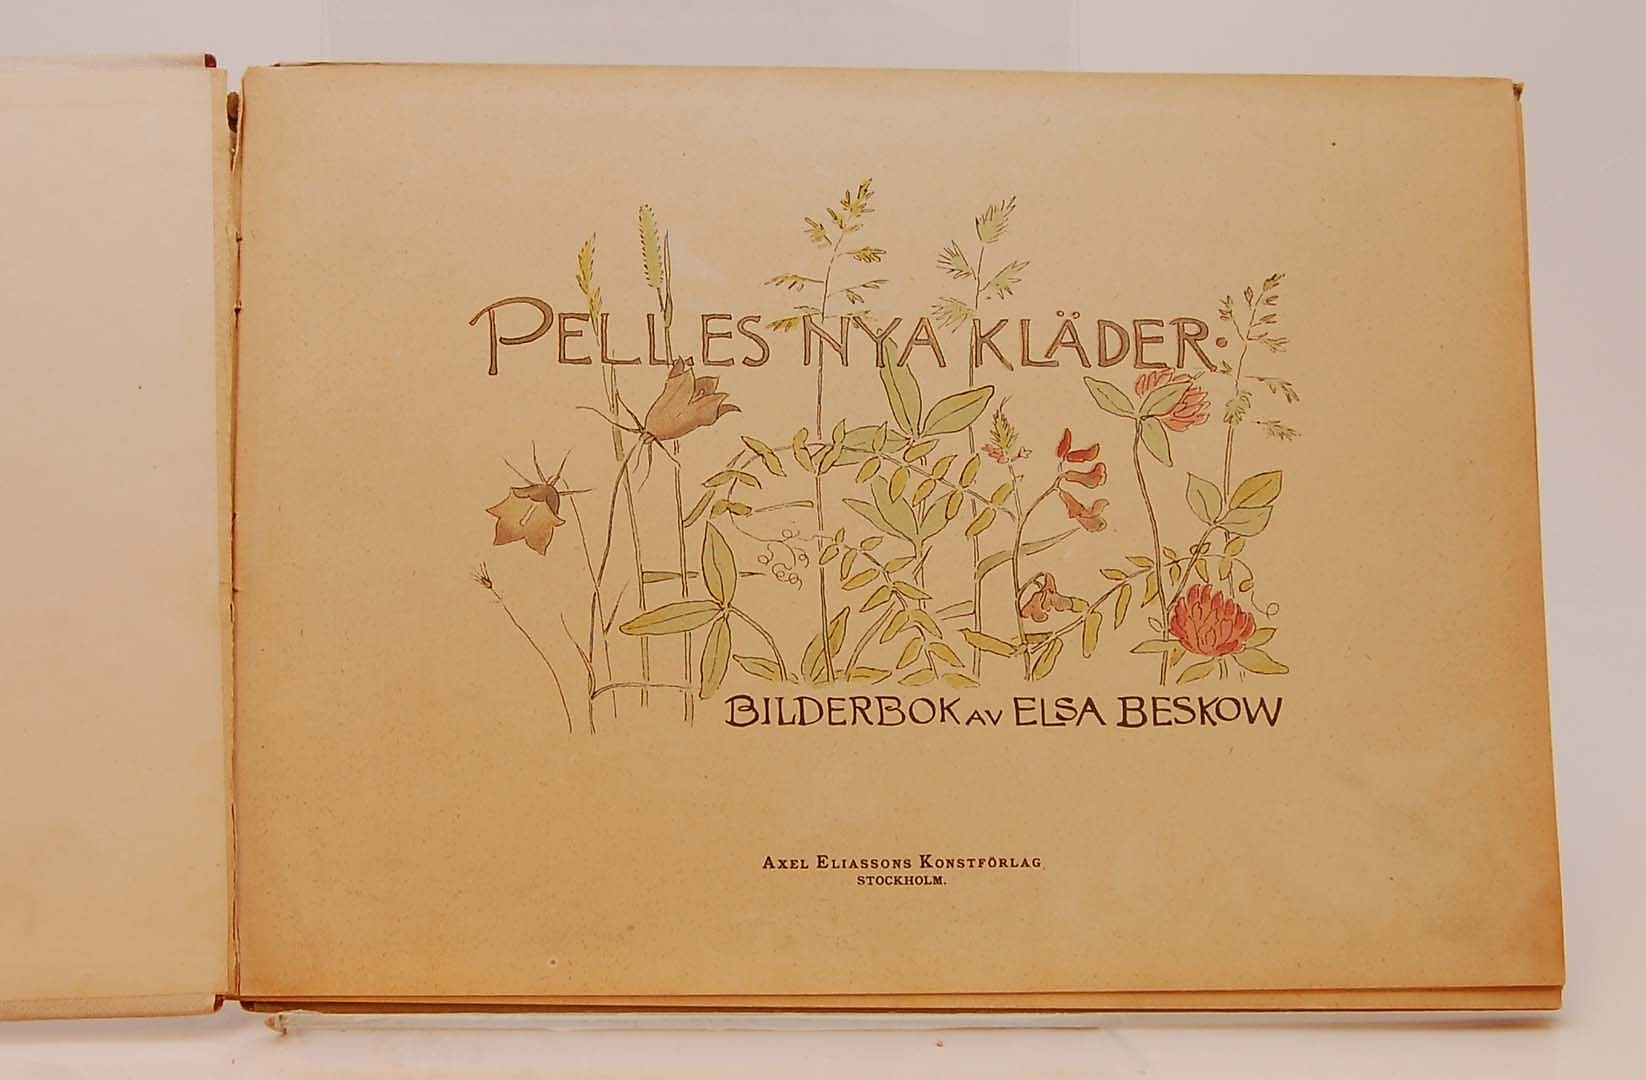 PELLES NYA KLÄDER.
BILDERBOK AV ELSA BESKOW
AXEL ELIASSONS KONSTFÖRLAG
STOCKHOLM.